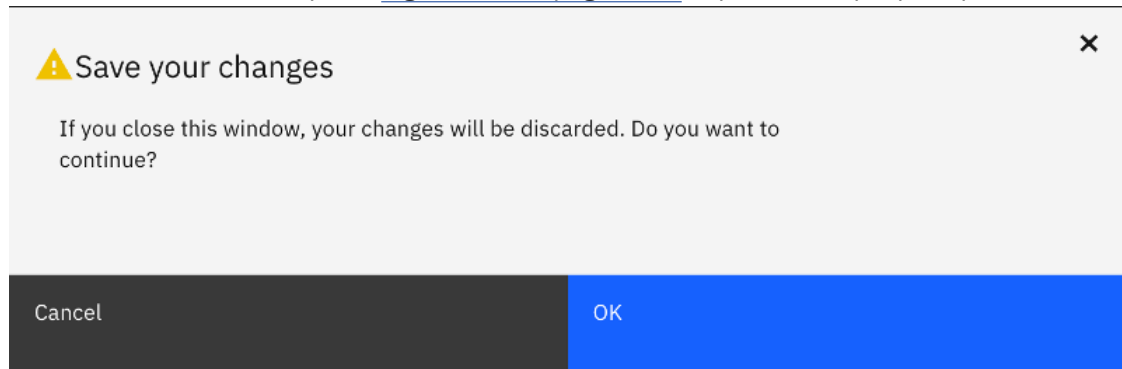 Save your changes
If you close this window, your changes will be discarded. Do you want to
continue?
Cancel
OK